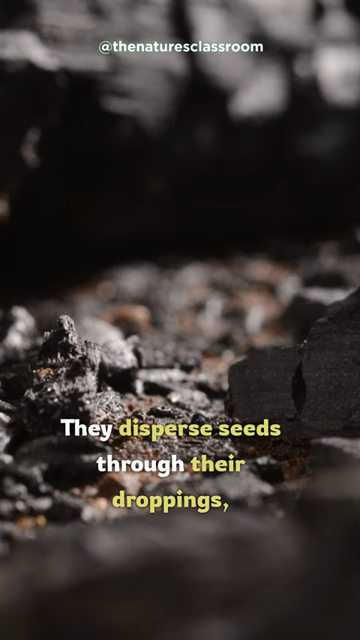 @thenaturesclassroom
They disperse seeds
through their
droppings,